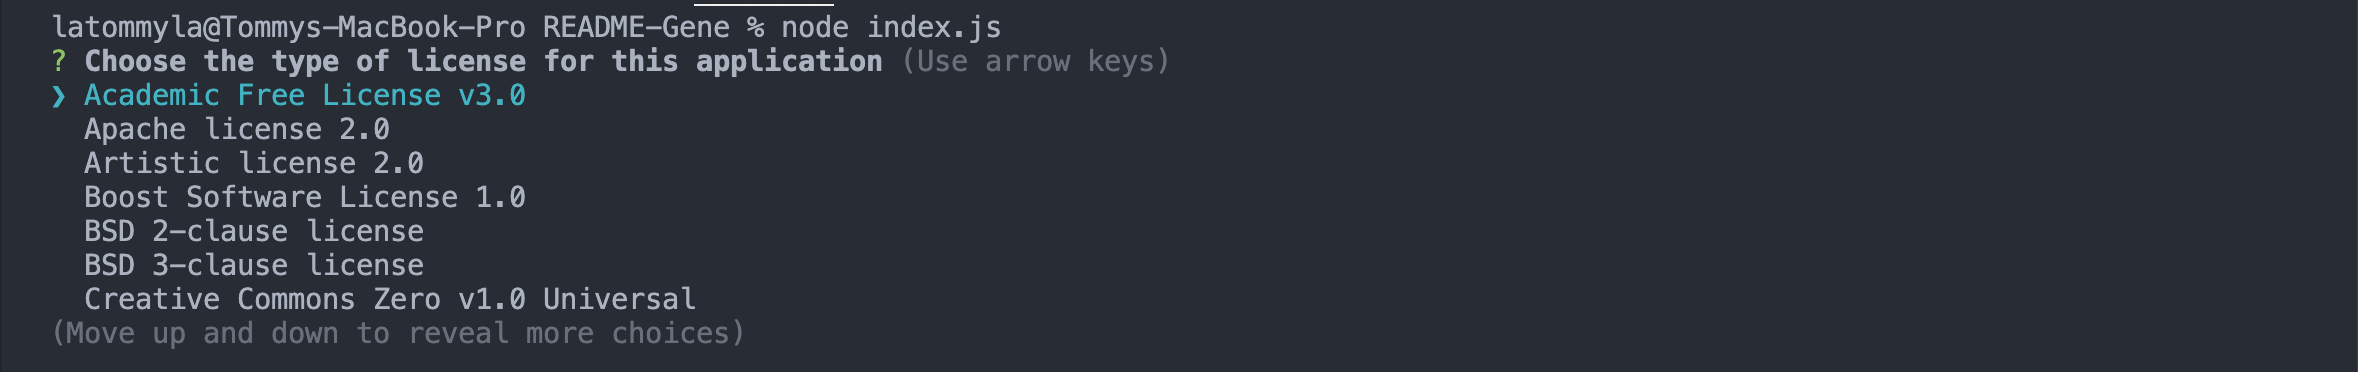 latommyla@Tommys-MacBook-Pro README-Gene % node index.js
? Choose the type of license for this application (Use arrow keys)
❯ Academic Free License v3.0
Apache license 2.0
Artistic license 2.0
Boost Software License 1.0
BSD 2-clause license
BSD 3-clause license
Creative Commons Zero v1.0 Universal
(Move up and down to reveal more choices)